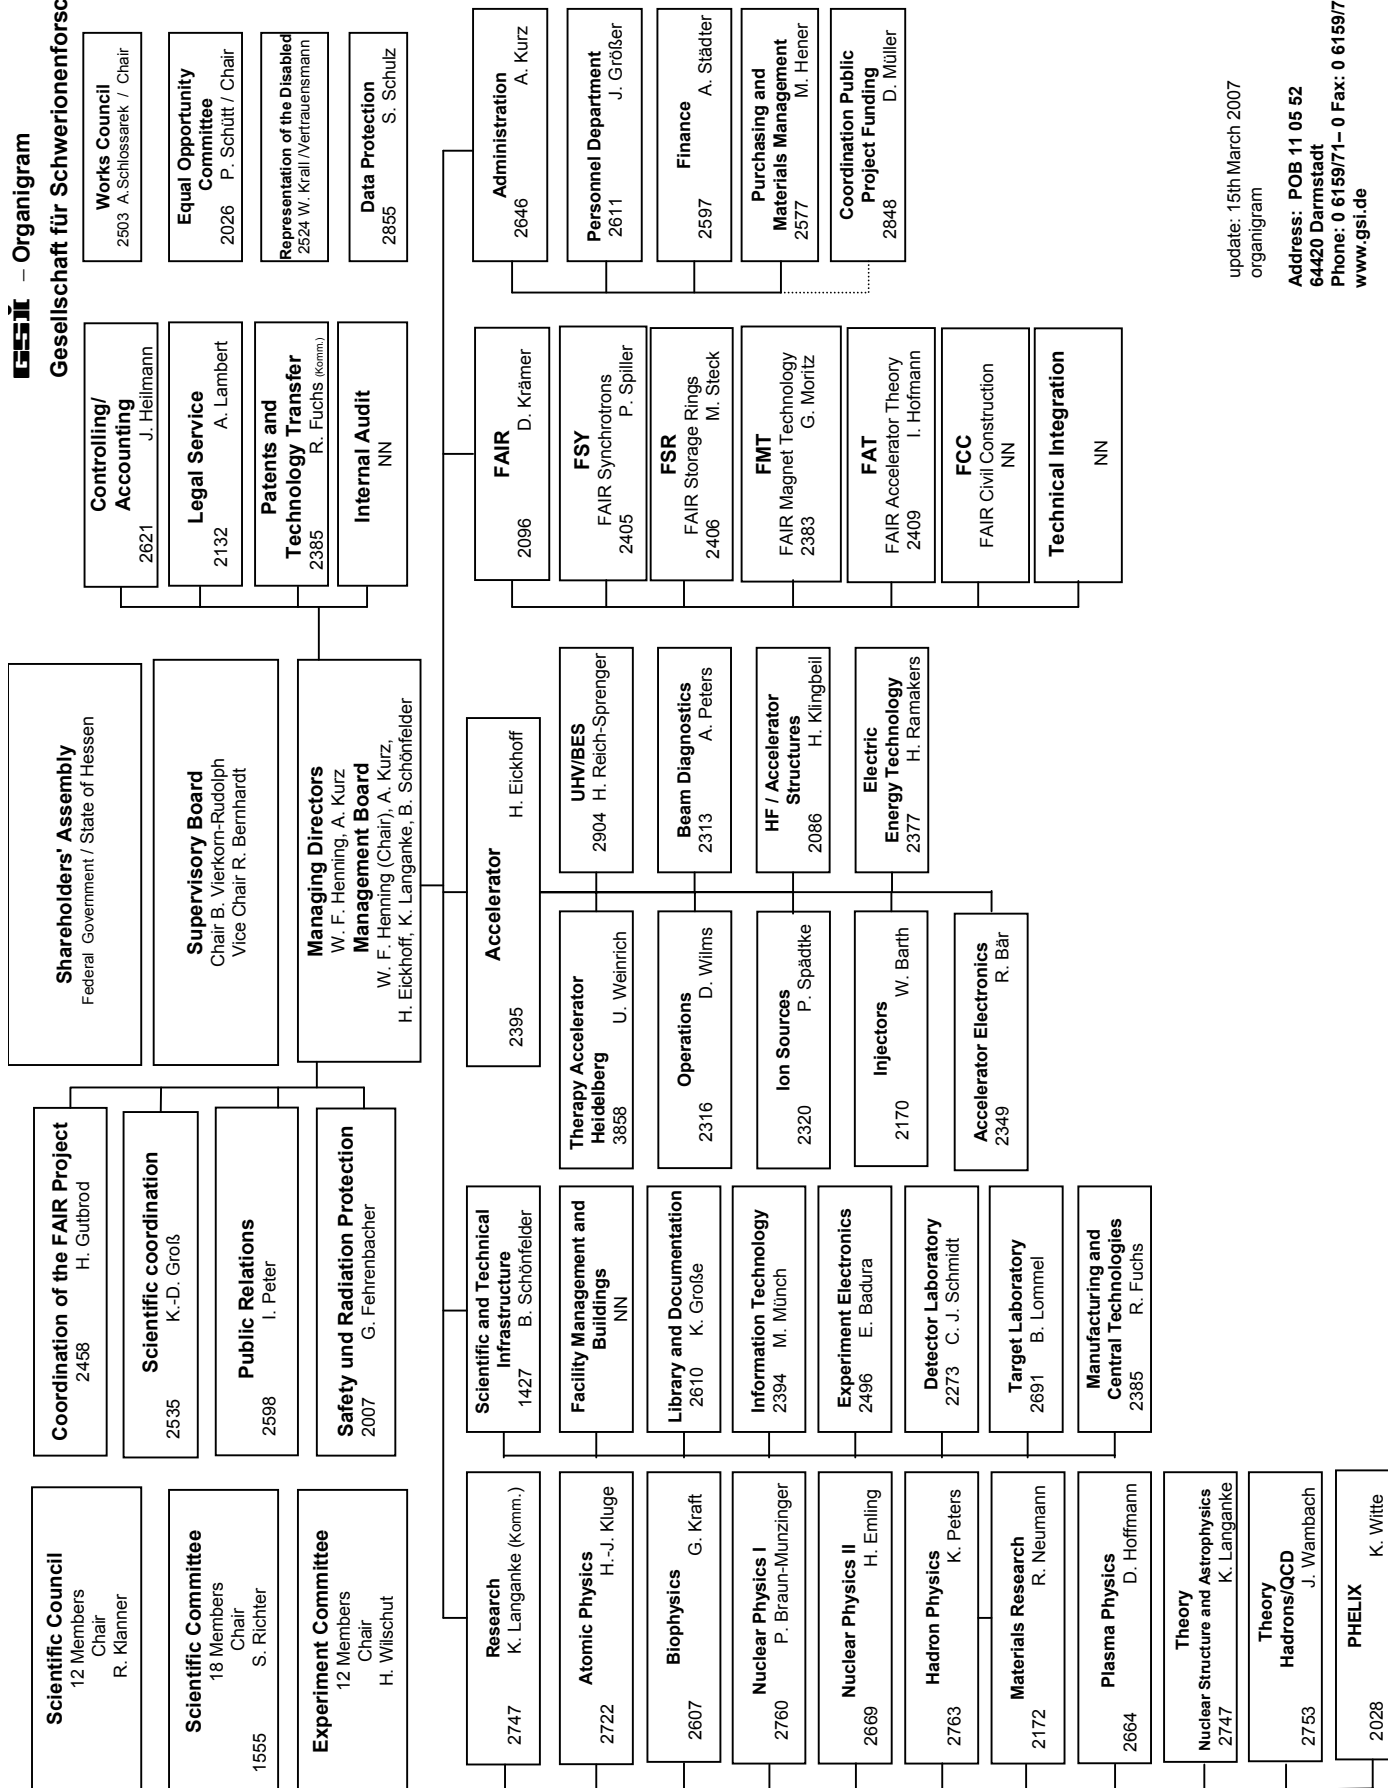 GSI – Organigram
Gesellschaft für Schwerionenforsc
Shareholders' Assembly
Federal Government / State of Hessen
Supervisory Board
Chair B. Vierkorn-Rudolph
Vice Chair R. Bernhardt
Managing Directors
W. F. Henning, A. Kurz
Management Board
W. F. Henning (Chair), A. Kurz,
H. Eickhoff, K. Langanke, B. Schönfelder
Scientific Council
12 Members
Chair
R. Klanner
Scientific Committee
18 Members
Chair
1555 S. Richter
Experiment Committee
12 Members
Chair
H. Wilschut
Coordination of the FAIR Project
2458 H. Gutbrod
Scientific coordination
2535 K.-D. Groß
Public Relations
2598 I. Peter
Safety und Radiation Protection
2007 G. Fehrenbacher
Controlling/
Accounting
2621 J. Heilmann
Legal Service
2132 A. Lambert
Patents and
Technology Transfer
2385 R. Fuchs (Komm.)
Internal Audit
NN
Works Council
2503 A.Schlossarek / Chair
Equal Opportunity
Committee
2026 P. Schütt / Chair
Representation of the Disabled
2524 W. Krall /Vertrauensmann
Data Protection
2855 S. Schulz
Research
2747 K. Langanke (Komm.)
Atomic Physics
2722 H.-J. Kluge
Biophysics
2607 G. Kraft
Nuclear Physics I
2760 P. Braun-Munzinger
Nuclear Physics II
2669 H. Emling
Hadron Physics
2763 K. Peters
Materials Research
2172 R. Neumann
Plasma Physics
2664 D. Hoffmann
Theory
Nuclear Structure and Astrophysics
2747 K. Langanke
Theory
Hadrons/QCD
2753 J. Wambach
PHELIX
2028 K. Witte
Scientific and Technical
Infrastructure
1427 B. Schönfelder
Facility Management and
Buildings
NN
Library and Documentation
2610 K. Große
Information Technology
2394 M. Münch
Experiment Electronics
2496 E. Badura
Detector Laboratory
2273 C. J. Schmidt
Target Laboratory
2691 B. Lommel
Manufacturing and
Central Technologies
2385 R. Fuchs
Accelerator
2395 H. Eickhoff
Therapy Accelerator
Heidelberg
3858 U. Weinrich
Operations
2316 D. Wilms
Ion Sources
2320 P. Spädtke
Injectors
2170 W. Barth
Accelerator Electronics
2349 R. Bär
UHV/BES
2904 H. Reich-Sprenger
Beam Diagnostics
2313 A. Peters
HF / Accelerator
Structures
2086 H. Klingbeil
Electric
Energy Technology
2377 H. Ramakers
FAIR
2096 D. Krämer
FSY
FAIR Synchrotrons
2405 P. Spiller
FSR
FAIR Storage Rings
2406 M. Steck
FMT
FAIR Magnet Technology
2383 G. Moritz
FAT
FAIR Accelerator Theory
2409 I. Hofmann
FCC
FAIR Civil Construction
NN
Technical Integration
NN
Administration
2646 A. Kurz
Personnel Department
2611 J. Größer
Finance
2597 A. Städter
Purchasing and
Materials Management
2577 M. Hener
Coordination Public
Project Funding
2848 D. Müller
update: 15th March 2007
organigram
Address: POB 11 05 52
64420 Darmstadt
Phone: 0 6159/71– 0 Fax: 0 6159/7
www.gsi.de